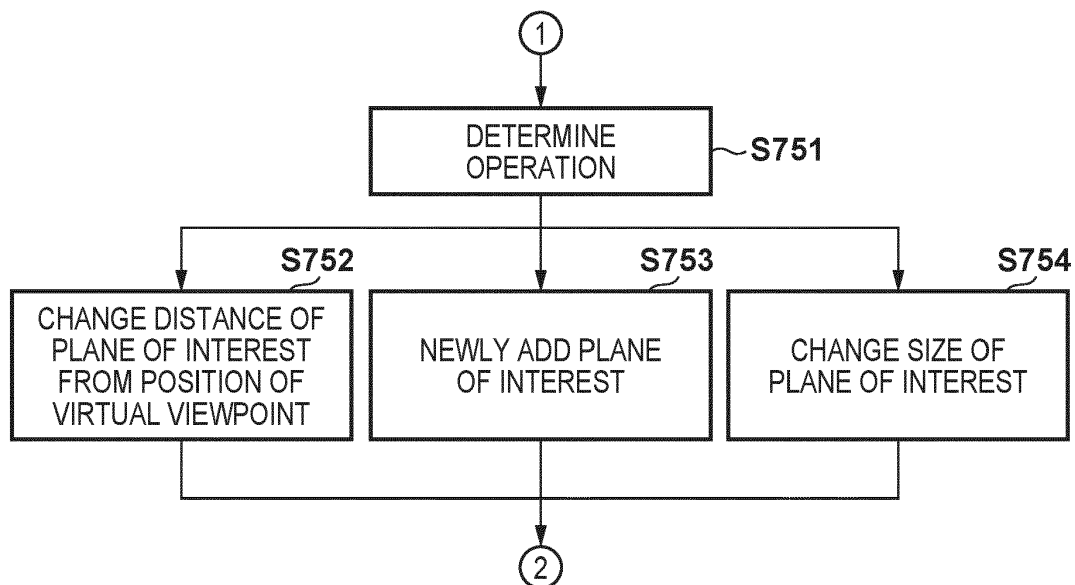 1
DETERMINE
OPERATION
S751
S752
CHANGE DISTANCE OF
PLANE OF INTEREST
FROM POSITION OF
VIRTUAL VIEWPOINT
S753
NEWLY ADD PLANE
OF INTEREST
S754
CHANGE SIZE OF
PLANE OF INTEREST
2